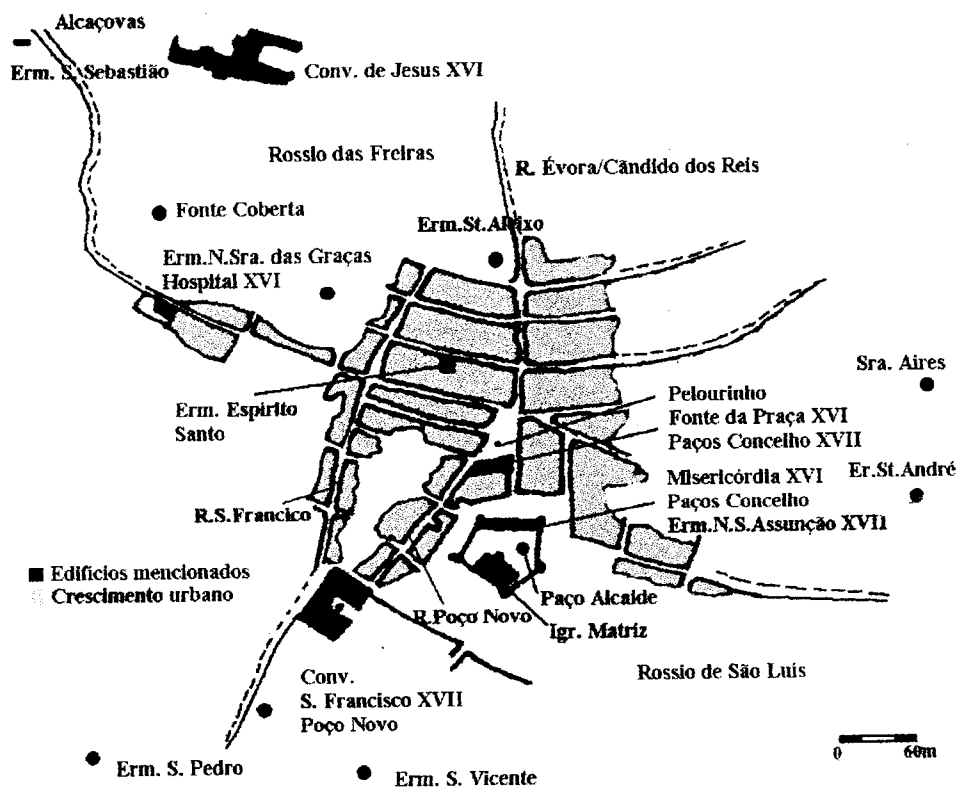 Alcaçovas
Erm. S. Sebastião
Conv. de Jesus XVI
Rossio das Freiras
R. Évora/Cãndido dos Reis
Fonte Coberta
Erm.St.Aleixo
Erm.N.Sra. das Graças
Hospital XVI
Sra. Aires
Erm. Espirito
Santo
Pelourinho
Fonte da Praça XVI
Paços Concelho XVII
Misericórdia XVI
Paços Concelho
Erm.N.S.Assunção XVII
Er.St.André
R.S.Francico
Edificios mencionados
Crescimento urbano
R.Poço Novo
Paço Alcaide
Igr. Matriz
Rossio de São Luis
Conv.
S. Francisco XVII
Poço Novo
Erm. S. Pedro
Erm. S. Vicente
0 60m